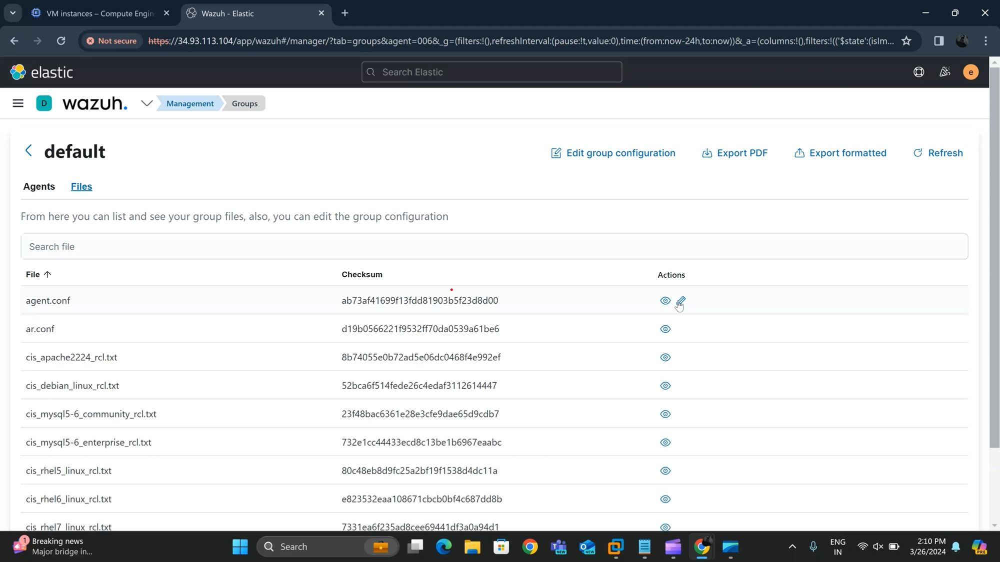 VM instances – Compute Engin
Wazuh - Elastic
Not secure
https://34.93.113.104/app/wazuh#/manager/?tab=groups&agent=006&_g=(filters:!(),refreshInterval:(pause:!t,value:0),time:(from:now-24h,to:now))&_a=(columns:!(),filters:!(('$state':(isIm...
elastic
Search Elastic
e
D
wazuh.
Management
Groups
default
Edit group configuration
Export PDF
Export formatted
Refresh
Agents
Files
From here you can list and see your group files, also, you can edit the group configuration
Search file
File
Checksum
Actions
agent.conf
ab73af41699f13fdd81903b5f23d8d00
ar.conf
d19b0566221f9532ff70da0539a61be6
cis_apache2224_rcl.txt
8b74055e0b72ad5e06dc0468f4e992ef
cis_debian_linux_rcl.txt
52bca6f514fede26c4edaf3112614447
cis_mysql5-6_community_rcl.txt
23f48bac6361e28e3cfe9dae65d9cdb7
cis_mysql5-6_enterprise_rcl.txt
732e1cc44433ecd8c13be1b6967eaabc
cis_rhel5_linux_rcl.txt
80c48eb8d9fc25a2bf19f1538d4dc11a
cis_rhel6_linux_rcl.txt
e823532eaa108671cbcb0bf4c687dd8b
cis_rhel7_linux_rcl.txt
7331ea6f235ad8cee69441df3a0a94d1
1
Breaking news
Major bridge in...
Search
NEW
NEW
ENG
IN
2:10 PM
3/26/2024
PRE